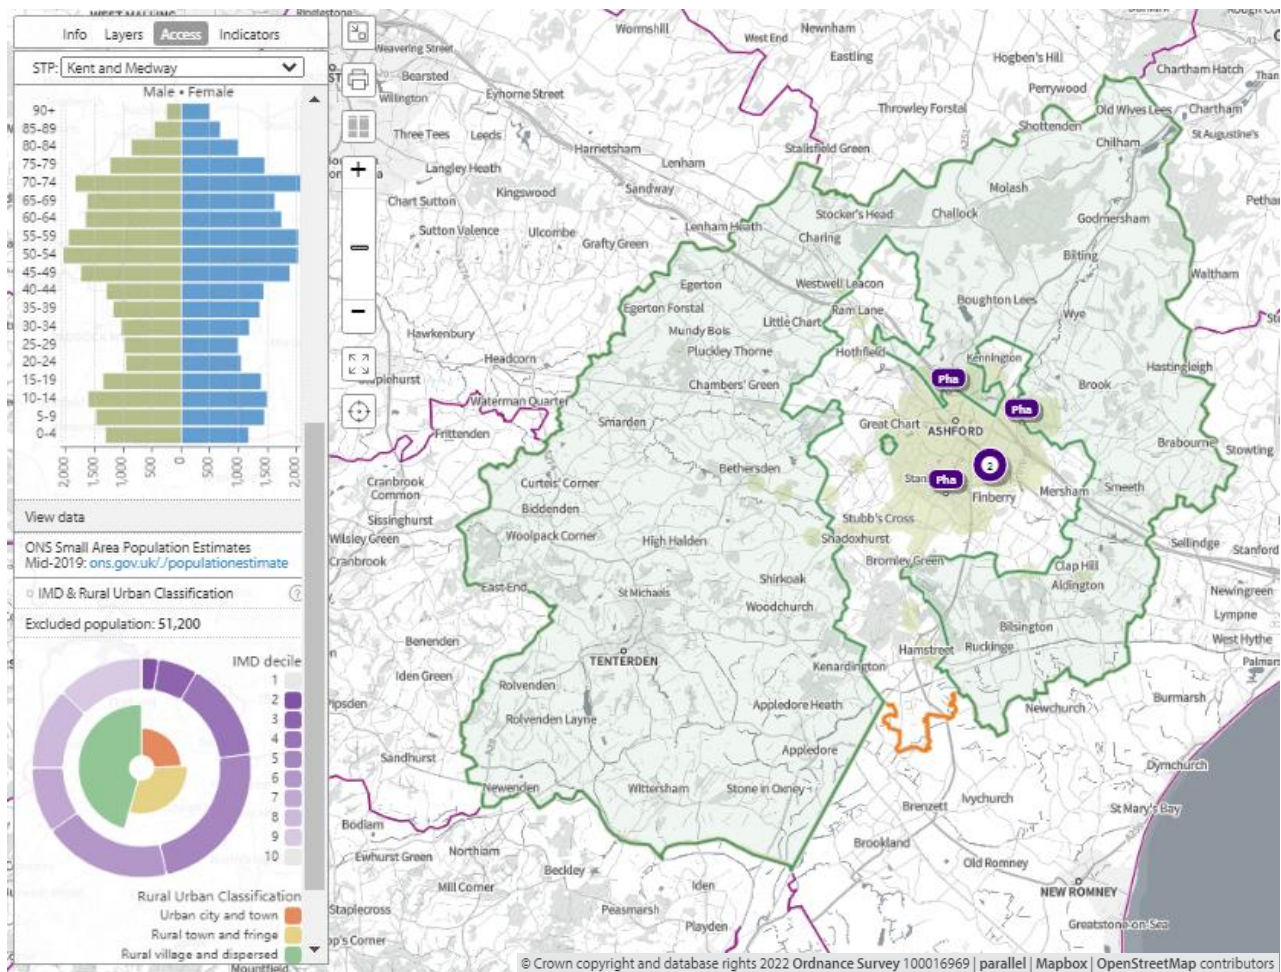 WEST MALLING
Ringlestone
Info Layers Access Indicators
STP: Kent and Medway
Male • Female
90+
85-89
80-84
75-79
70-74
65-69
60-64
55-59
50-54
45-49
40-44
35-39
30-34
25-29
20-24
15-19
10-14
5-9
0-4
2,000 1,500 1,000 500 0 500 1,000 1,500 2,000
View data
ONS Small Area Population Estimates
Mid-2019: ons.gov.uk/./populationestimate
IMD & Rural Urban Classification
?
Excluded population: 51,200
IMD decile
1
2
3
4
5
6
7
8
9
10
Rural Urban Classification
Urban city and town
Rural town and fringe
Rural village and dispersed
Mountfield
Wormshill
West End
Newnham
Eastling
Hogben's Hill
Chartham Hatch
Weavering Street
Bearsted
Willington
Eyhorne Street
Throwley Forstal
Perrywood
Old Wives Lees
Chartham
Three Tees
Leeds
Harrietsham
Shottenden
St Augustine's
Chilham
Stalisfield Green
Langley Heath
Lenham
Kingswood
Sandway
Molash
Chart Sutton
Stocker's Head
Challock
Godmersham
Sutton Valence
Ulcombe
Grafty Green
Lenham Heath
Charing
Bilting
Waltham
Egerton
Westwell Leacon
Boughton Lees
Egerton Forstal
Ram Lane
Wye
Little Chart
Mundy Bois
Hawkenbury
Pluckley Thorne
Hothfield
Kennington
Headcorn
Hastingleigh
Chambers' Green
Pha
Brook
Waterman Quarter
Pha
Smarden
Great Chart
ASHFORD
Frittenden
Brabourne
Stowting
Bethersden
2
Pha
Cranbrook
Common
Curteis' Corner
Finberry
Mersham
Smeeth
Biddenden
Sissinghurst
Stubb's Cross
Wilsley Green
Woolpack Corner
High Halden
Shadoxhurst
Sellindge
Stanford
Cranbrook
Bromley Green
Clap Hill
Aldington
East End
St Michaels
Shirkoak
Newingreen
Woodchurch
Lympne
Bilsington
West Hythe
Benenden
Hamstreet
Ruckinge
TENTERDEN
Kenardington
Iden Green
Rolvenden
Burmarsh
Appledore Heath
Newchurch
Rolvenden Layne
Sandhurst
Appledore
Dymchurch
Newenden
Wittersham
Stone in Oxney
Ivychurch
Brenzett
St Mary's Bay
Bodiam
Brookland
Ewhurst Green
Northiam
Old Romney
Beckley
Mill Corner
Iden
NEW ROMNEY
Staplecross
Peasmarsh
Playden
Greatstone-on-Sea
© Crown copyright and database rights 2022 Ordnance Survey 100016969 | parallel | Mapbox | OpenStreetMap contributors